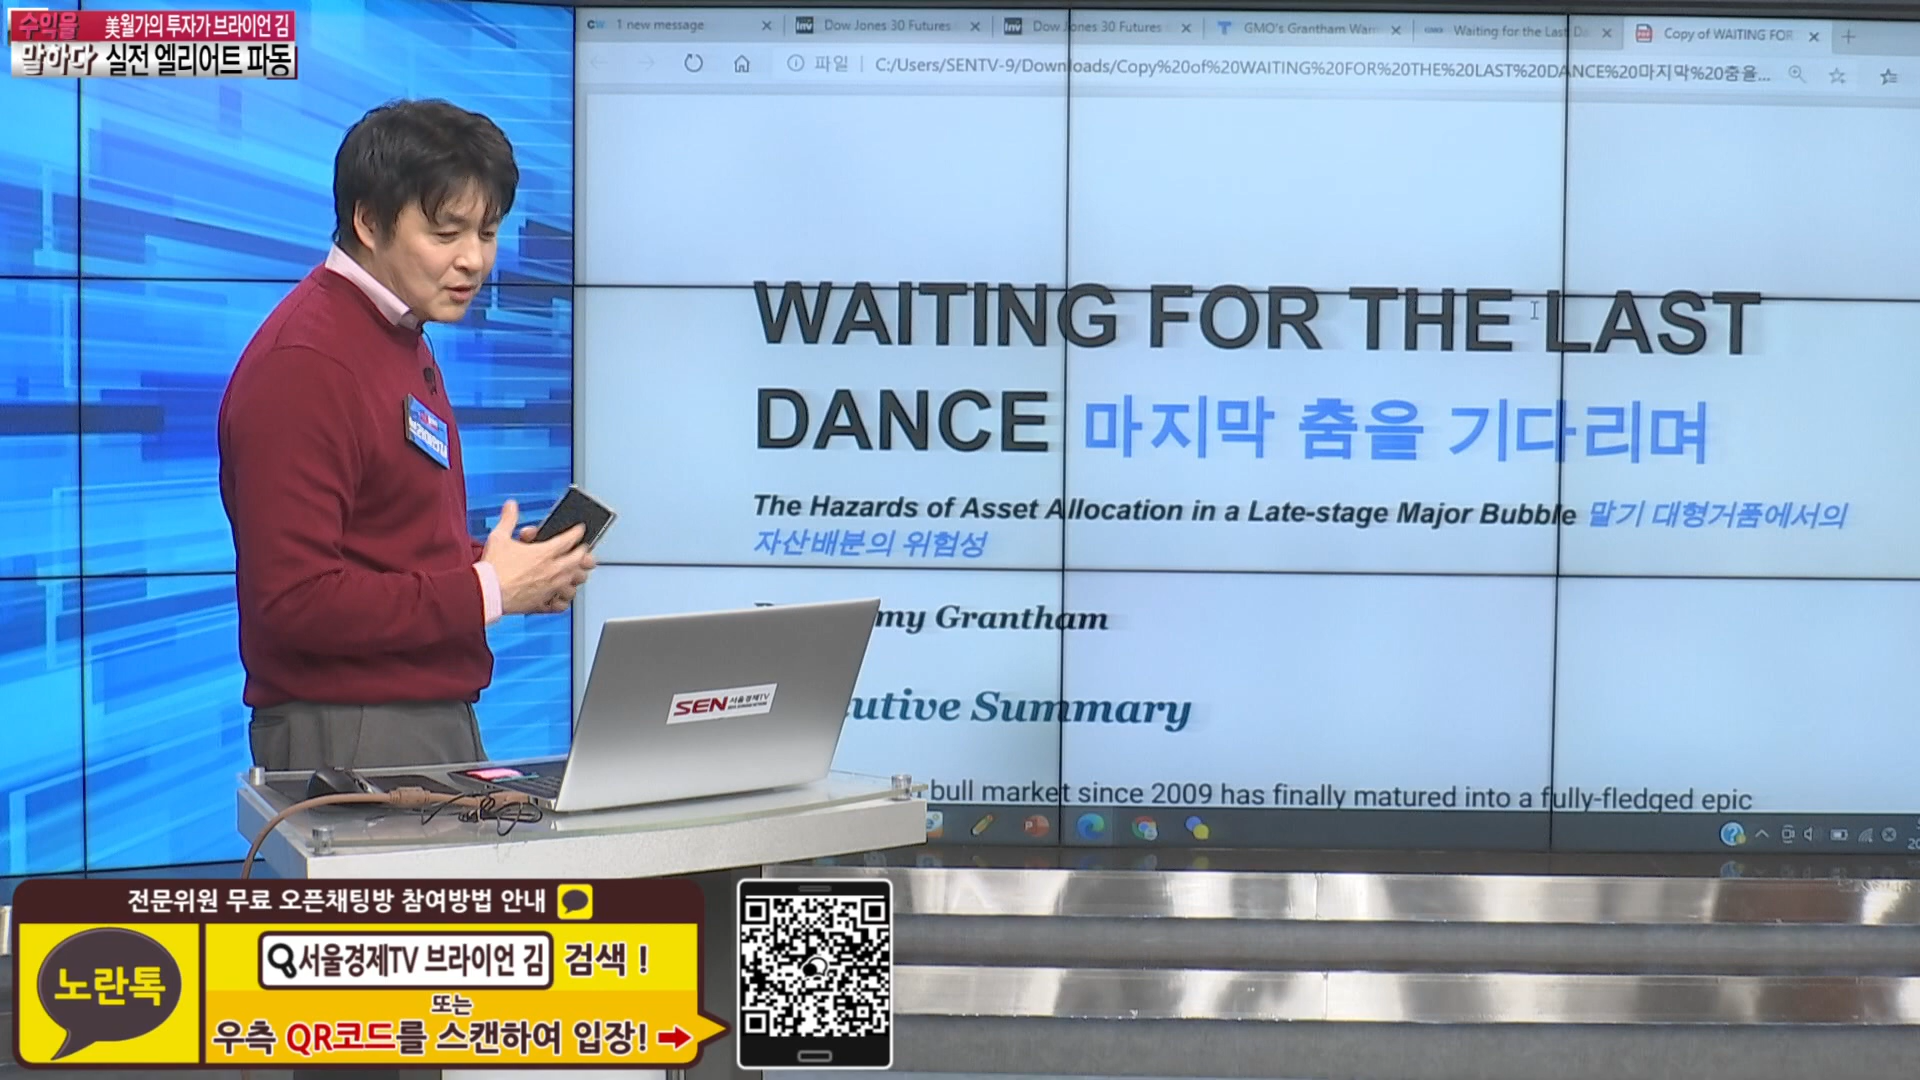 수익을
말하다
美월가의 투자가 브라이언 김
실전 엘리어트 파동
1 new message
Dow Jones 30 Futures
Dow Jones 30 Futures
GMO's Grantham War
Waiting for the Last Da
Copy of WAITING FOR
파일
C:/Users/SENTV-9/Downloads/Copy%20of%20WAITING%20FOR%20THE%20LAST%20DANCE%20마지막%20춤을...
WAITING FOR THE LAST
DANCE 마지막 춤을 기다리며
The Hazards of Asset Allocation in a Late-stage Major Bubble 말기 대형거품에서의
자산배분의 위험성
my Grantham
utive Summary
bull market since 2009 has finally matured into a fully-fledged epic
SEN 서울경제TV
전문위원 무료 오픈채팅방 참여방법 안내
노란톡
서울경제TV 브라이언 김 검색 !
또는
우측 QR코드를 스캔하여 입장!